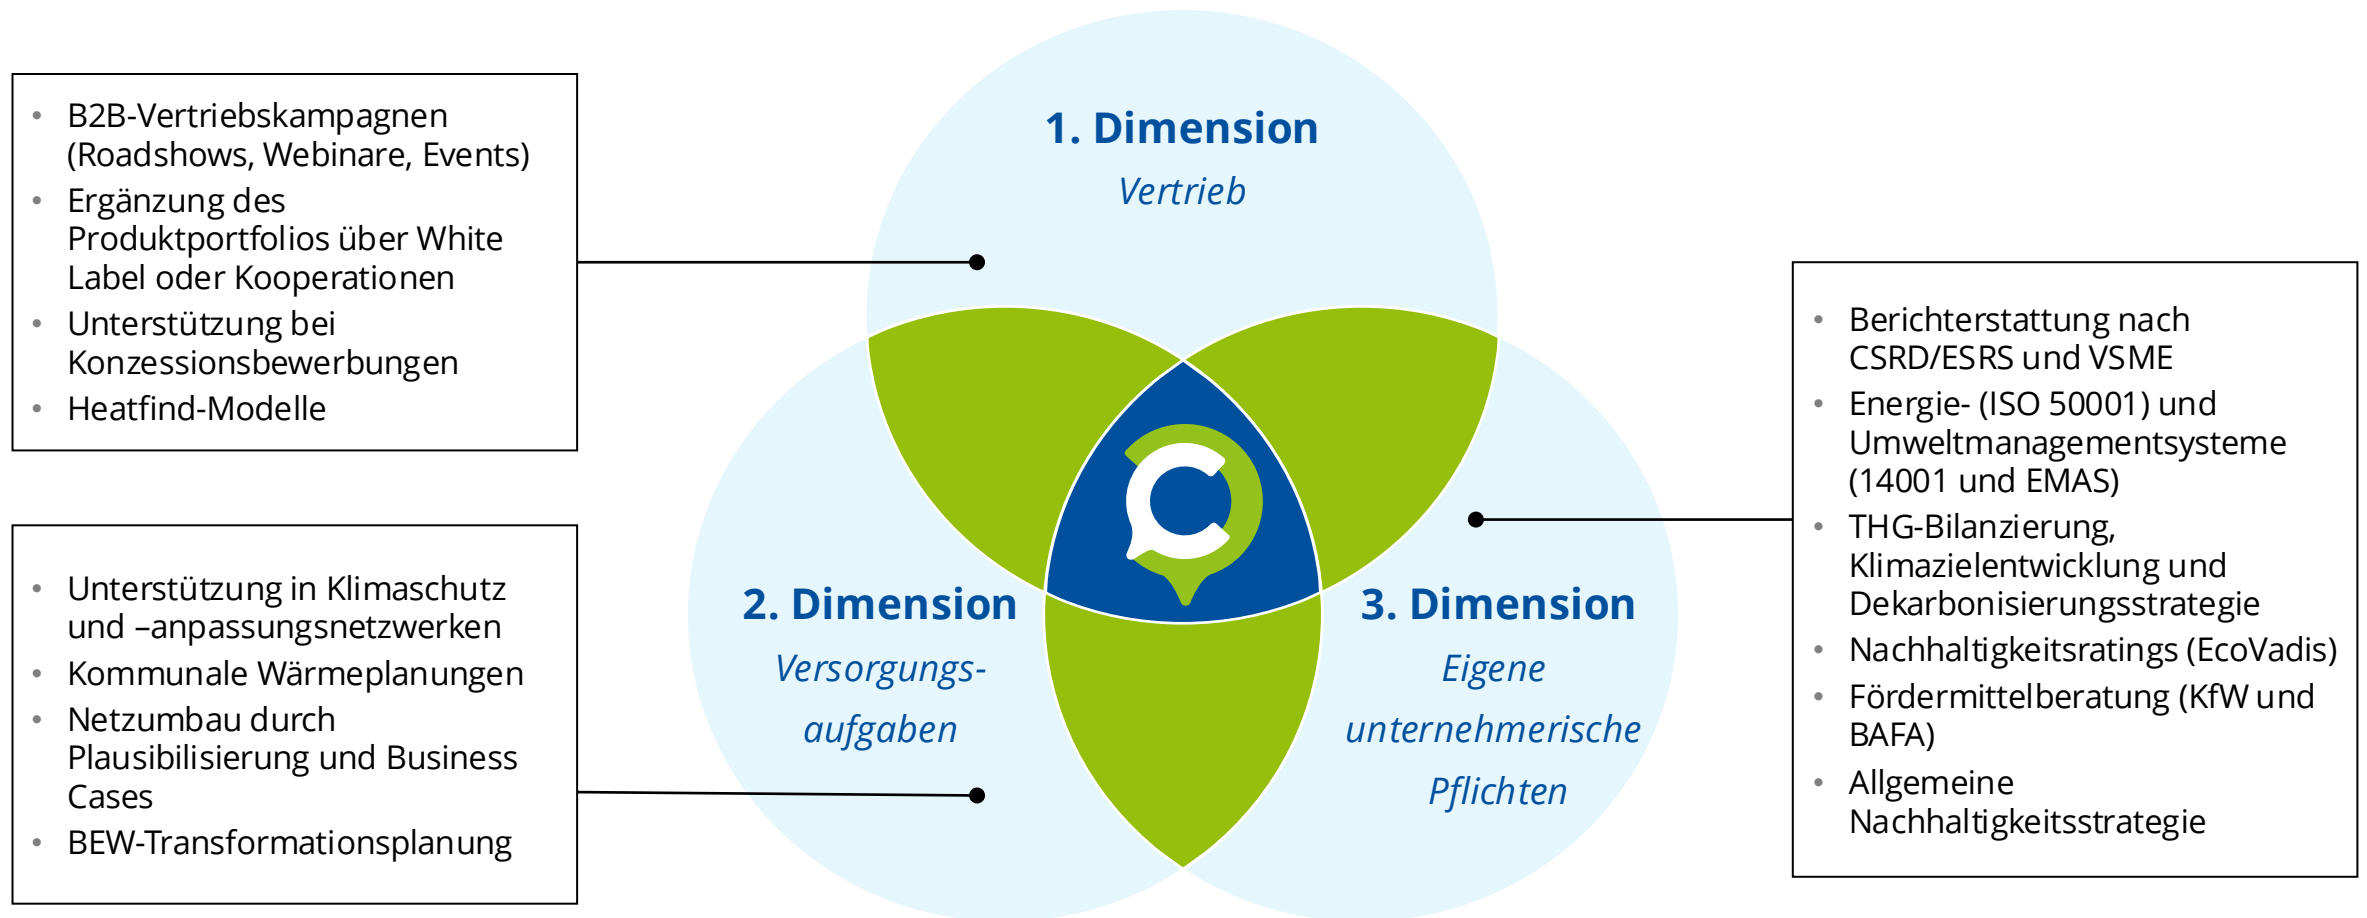 • B2B-Vertriebskampagnen
(Roadshows, Webinare, Events)
• Ergänzung des
Produktportfolios über White
Label oder Kooperationen
• Unterstützung bei
Konzessionsbewerbungen
• Heatfind-Modelle
• Unterstützung in Klimaschutz
und –anpassungsnetzwerken
• Kommunale Wärmeplanungen
• Netzumbau durch
Plausibilisierung und Business
Cases
• BEW-Transformationsplanung
1. Dimension
Vertrieb
2. Dimension
Versorgungs-
aufgaben
3. Dimension
Eigene
unternehmerische
Pflichten
• Berichterstattung nach
CSRD/ESRS und VSME
• Energie- (ISO 50001) und
Umweltmanagementsysteme
(14001 und EMAS)
• THG-Bilanzierung,
Klimazielentwicklung und
Dekarbonisierungsstrategie
• Nachhaltigkeitsratings (EcoVadis)
• Fördermittelberatung (KfW und
BAFA)
• Allgemeine
Nachhaltigkeitsstrategie